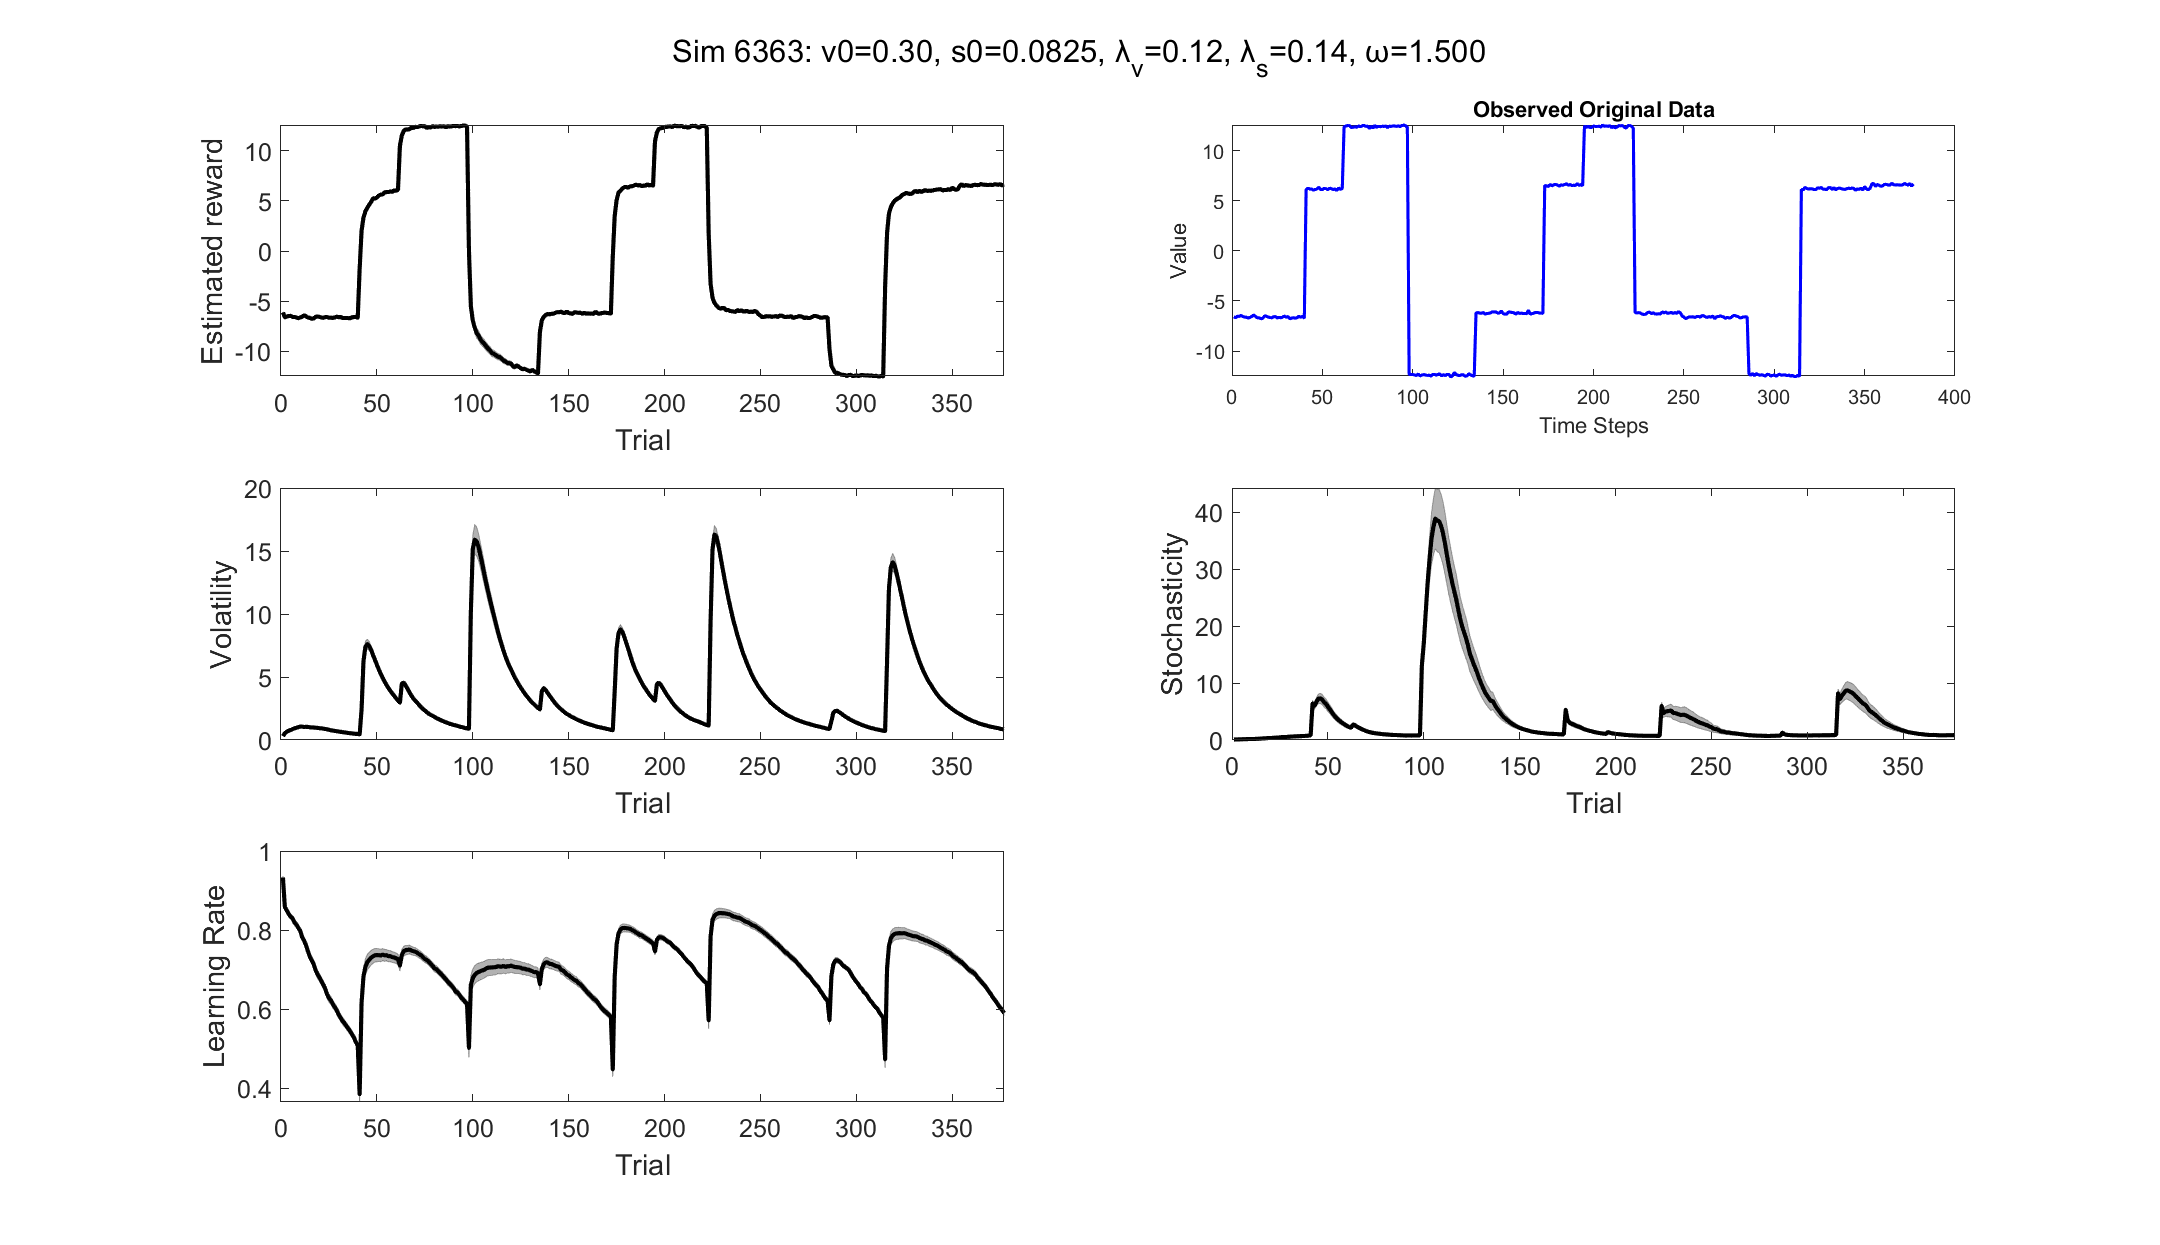 Sim 6363: v0=0.30, s0=0.0825, λ_v=0.12, λ_s=0.14, ω=1.500
Estimated reward
10
5
0
-5
-10
0 50 100 150 200 250 300 350
Trial
Observed Original Data
Value
10
5
0
-5
-10
0 50 100 150 200 250 300 350 400
Time Steps
Volatility
20
15
10
5
0
0 50 100 150 200 250 300 350
Trial
Stochasticity
40
30
20
10
0
0 50 100 150 200 250 300 350
Trial
Learning Rate
1
0.8
0.6
0.4
0 50 100 150 200 250 300 350
Trial